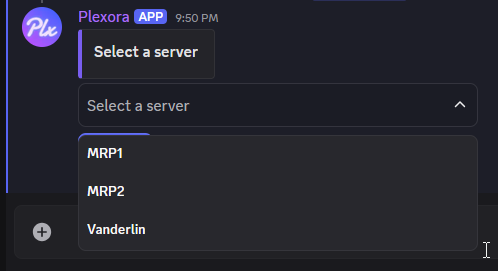 Plx
Plexora APP 9:50 PM
Select a server
Select a server
MRP1
MRP2
Vanderlin